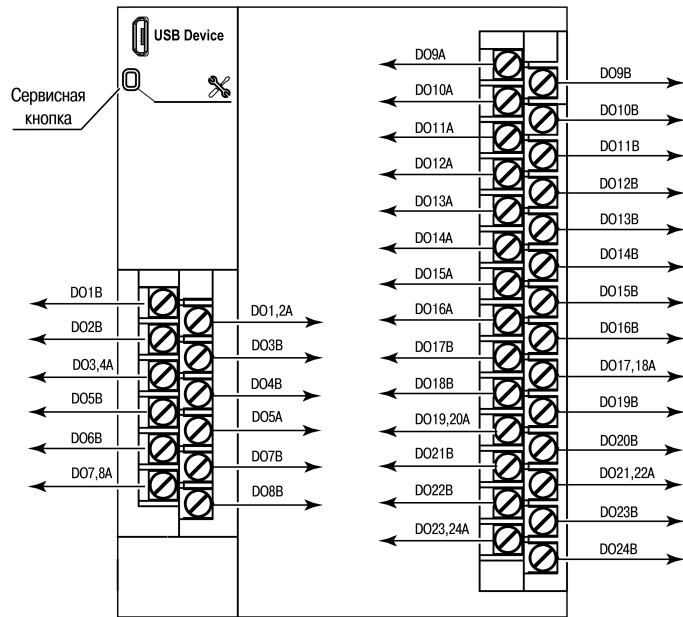 USB Device
Сервисная
кнопка
DO1B
DO2B
DO3,4A
DO5B
DO6B
DO7,8A
DO1,2A
DO3B
DO4B
DO5A
DO7B
DO8B
DO9A
DO10A
DO11A
DO12A
DO13A
DO14A
DO15A
DO16A
DO17B
DO18B
DO19,20A
DO21B
DO22B
DO23,24A
DO9B
DO10B
DO11B
DO12B
DO13B
DO14B
DO15B
DO16B
DO17,18A
DO19B
DO20B
DO21,22A
DO23B
DO24B